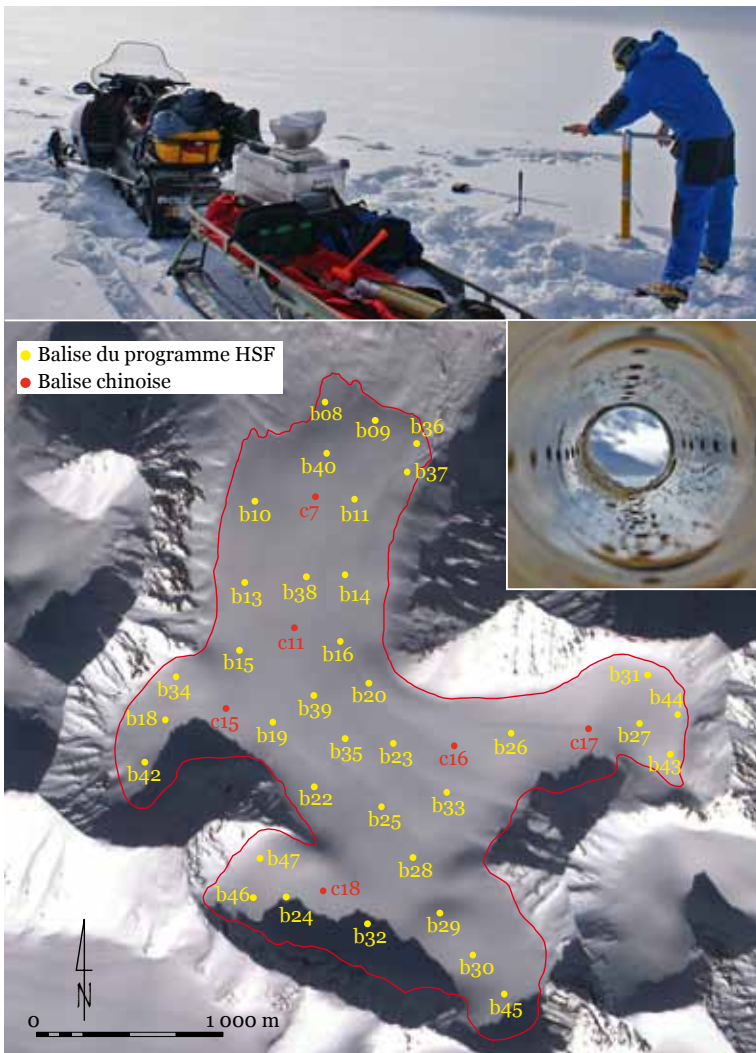 Balise du programme HSF
Balise chinoise
b08
b09
b36
b40
b37
b10
c7
b11
b13
b38
b14
c11
b15
b16
b34
b20
b31
b18
c15
b39
b44
b19
b35
b23
c16
b26
c17
b27
b42
b43
b22
b25
b33
b47
b28
b46
b24
c18
b32
b29
b30
b45
N
0 1 000 m